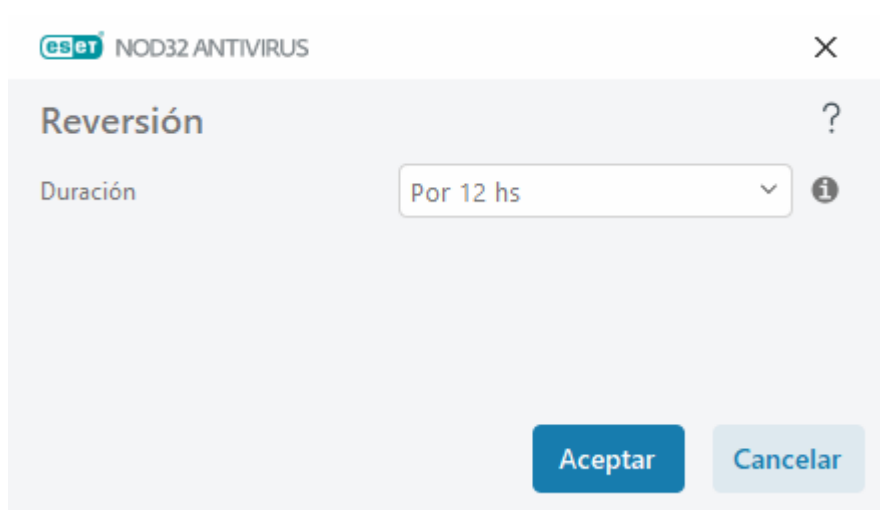 eset NOD32 ANTIVIRUS
Reversión
?
Duración
Por 12 hs
Aceptar
Cancelar